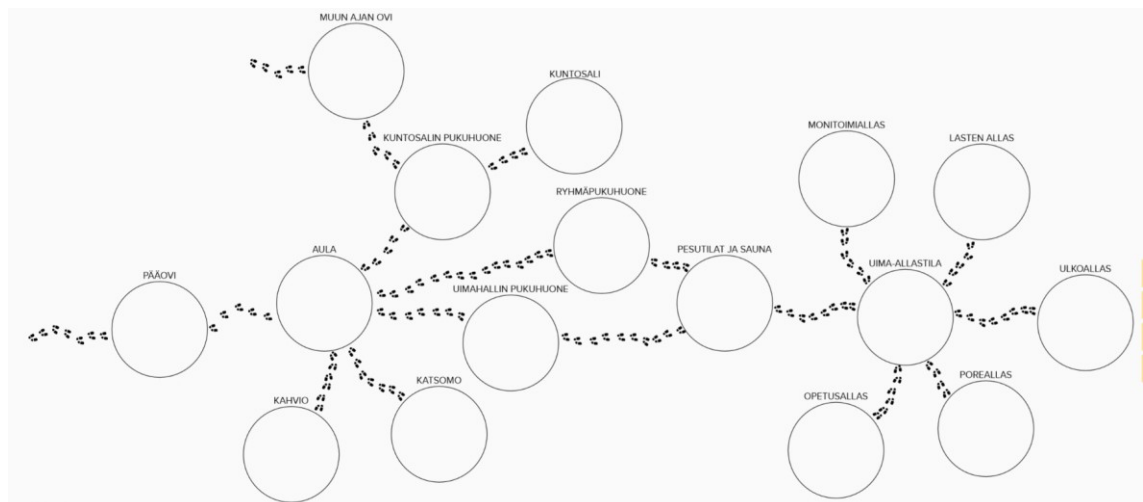 MUUN AJAN OVI
KUNTOSALI
KUNTOSALIN PUKUHUONE
MONITOIMIALLAS
LASTEN ALLAS
RYHMÄPUKUHUONE
AULA
PESUTILAT JA SAUNA
UIMA-ALLASTILA
PÄÄOVI
UIMAHALLIN PUKUHUONE
ULKOALLAS
KATSOMO
KAHVIO
OPETUSALLAS
POREALLAS